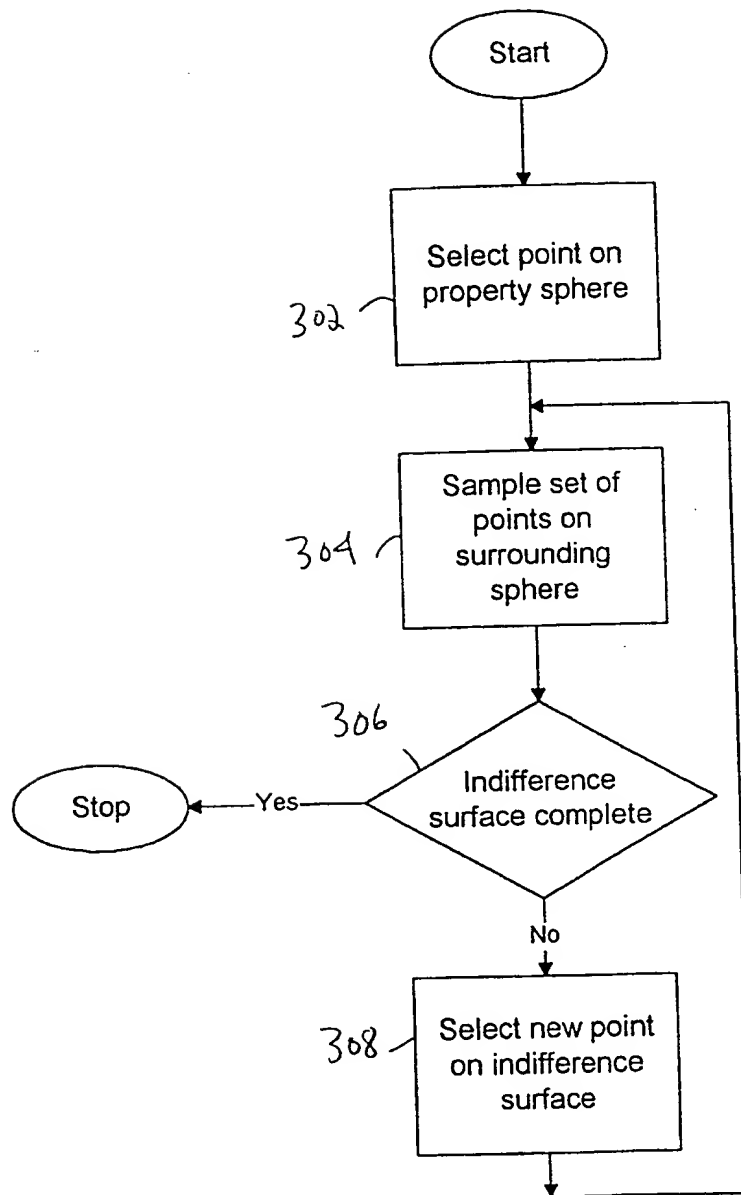 Start
Select point on
property sphere
302
Sample set of
points on
surrounding
sphere
304
306
Indifference
surface complete
Yes
Stop
No
308
Select new point
on indifference
surface